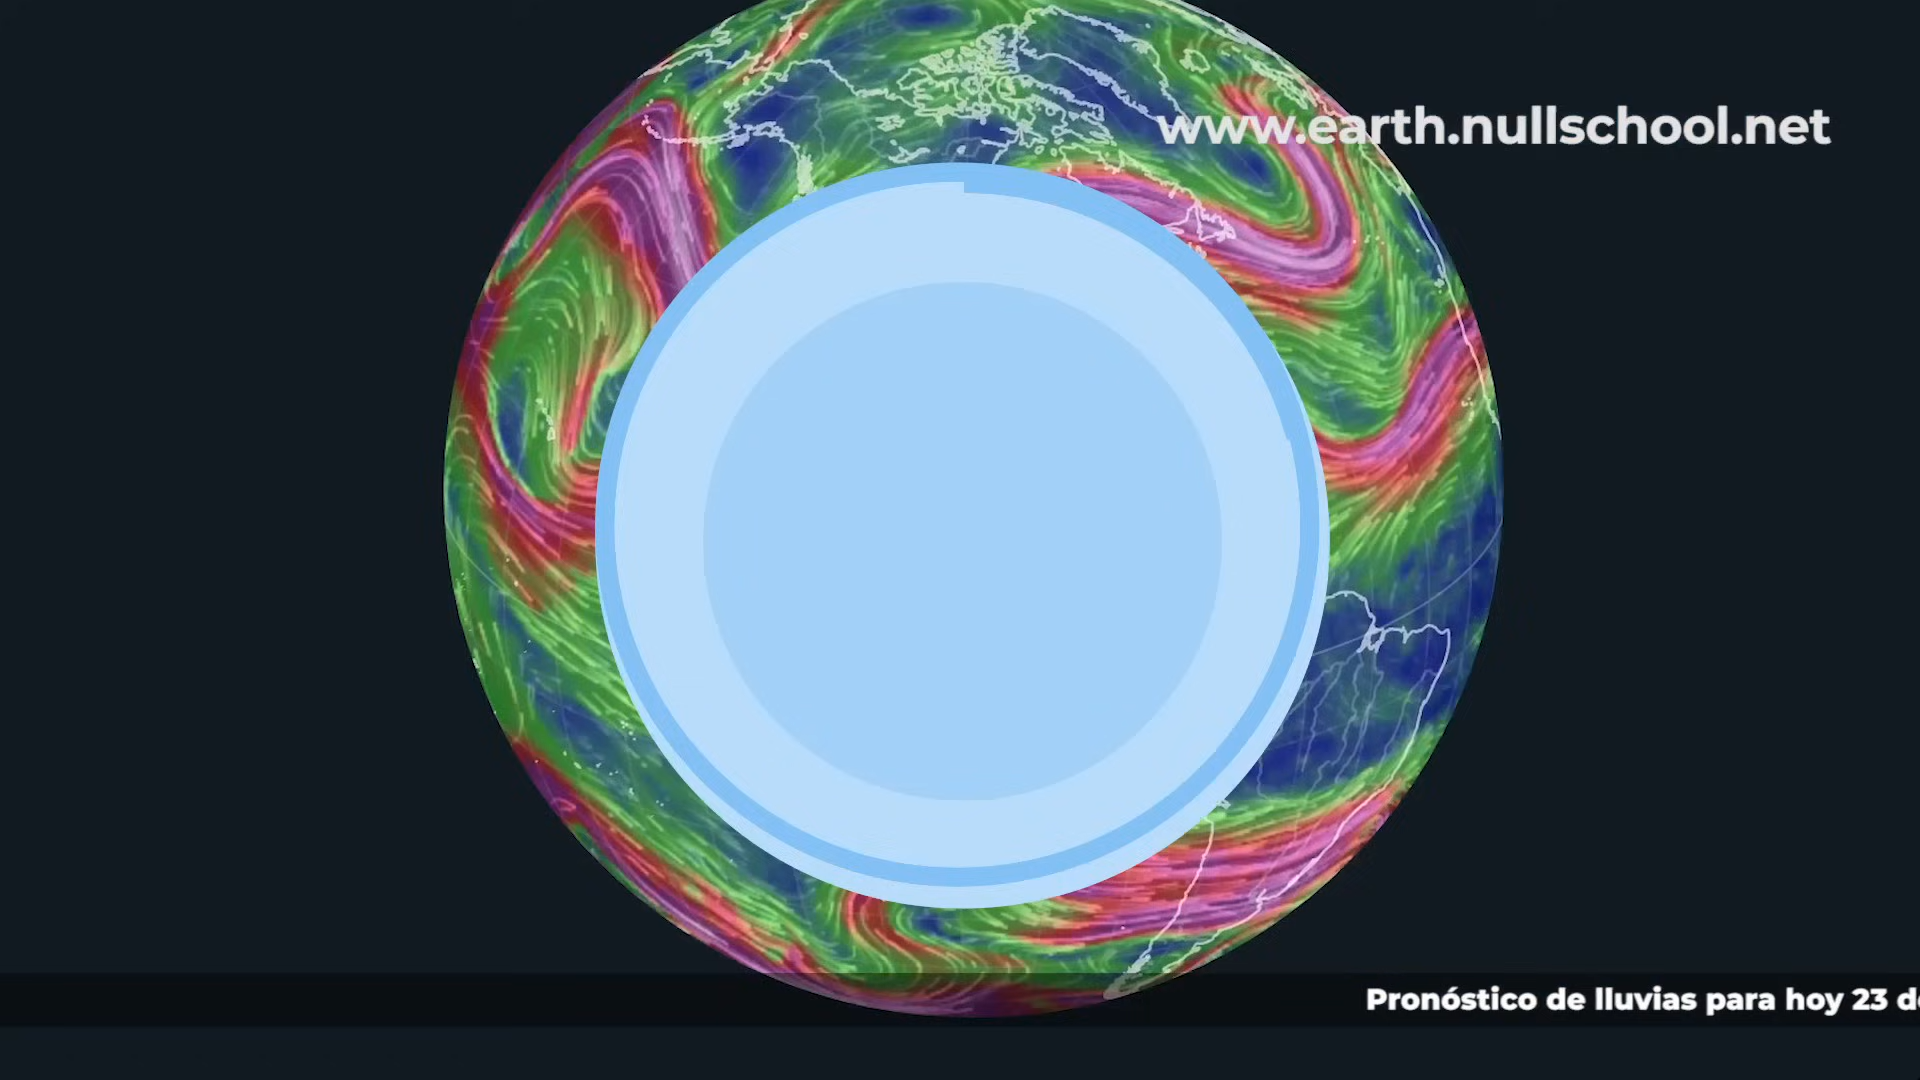 www.earth.nullschool.net
Pronóstico de lluvias para hoy 23